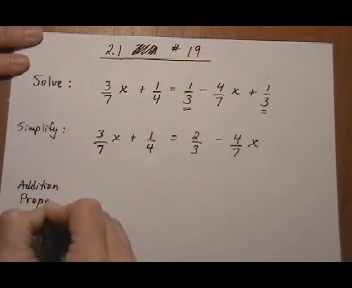 2.1 # 19
Solve: 3/7 x + 1/4 = 1/3 - 4/7 x + 1/3
Simplify: 3/7 x + 1/4 = 2/3 - 4/7 x
Addition
Prop